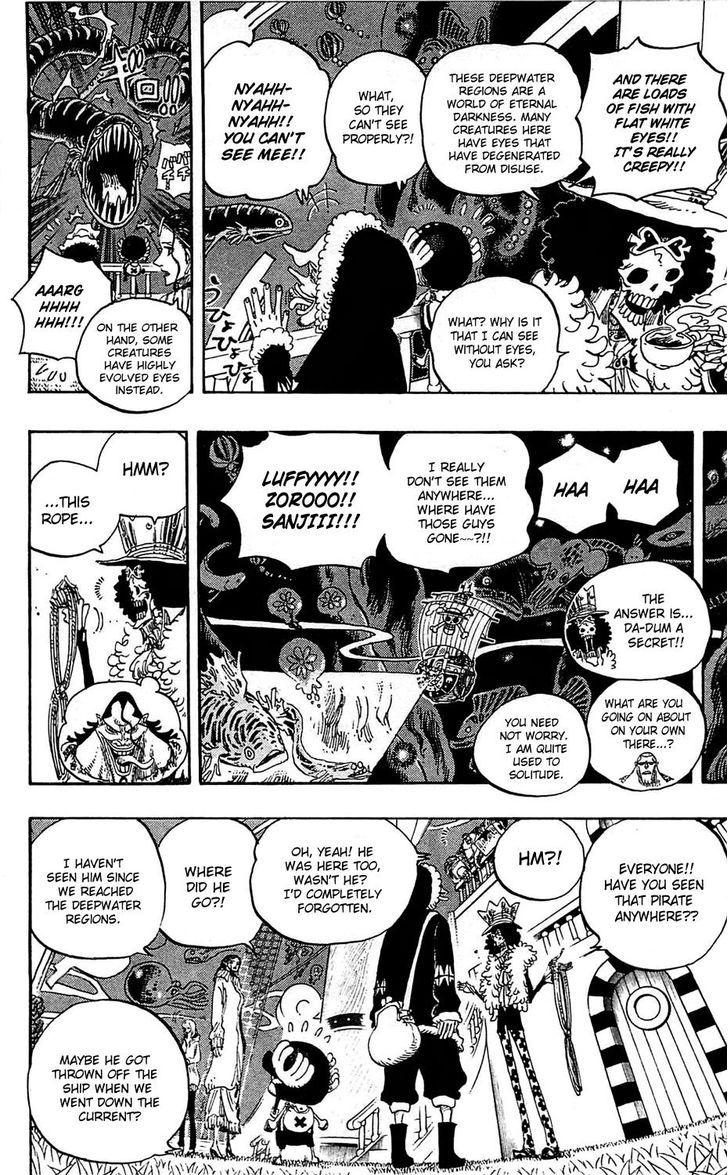 AND THERE
ARE LOADS
OF FISH WITH
FLAT WHITE
EYES!!
IT'S REALLY
CREEPY!!
THESE DEEPWATER
REGIONS ARE A
WORLD OF ETERNAL
DARKNESS. MANY
CREATURES HERE
HAVE EYES THAT
HAVE DEGENERATED
FROM DISUSE.
WHAT,
SO THEY
CAN'T SEE
PROPERLY?!
NYAHH-
NYAHH-
NYAHH!!
YOU CAN'T
SEE MEE!!
うひょひょひょ
WHAT? WHY IS IT
THAT I CAN SEE
WITHOUT EYES,
YOU ASK?
AAARG
HHHH
HHH!!!
ON THE OTHER
HAND, SOME
CREATURES
HAVE HIGHLY
EVOLVED EYES
INSTEAD.
HAA
HAA
THE
ANSWER IS...
DA-DUM A
SECRET!!
WHAT ARE YOU
GOING ON ABOUT
ON YOUR OWN
THERE...?
I REALLY
DON'T SEE THEM
ANYWHERE...
WHERE HAVE
THOSE GUYS
GONE~~?!!
LUFFYYYY!!
ZOROOO!!
SANJIII!!!
YOU NEED
NOT WORRY.
I AM QUITE
USED TO
SOLITUDE.
HMM?
...THIS
ROPE...
EVERYONE!!
HAVE YOU SEEN
THAT PIRATE
ANYWHERE??
HM?!
OH, YEAH! HE
WAS HERE TOO,
WASN'T HE?
I'D COMPLETELY
FORGOTTEN.
WHERE
DID HE
GO?!
I HAVEN'T
SEEN HIM SINCE
WE REACHED
THE DEEPWATER
REGIONS.
MAYBE HE GOT
THROWN OFF
THE SHIP WHEN
WE WENT DOWN
THE CURRENT?